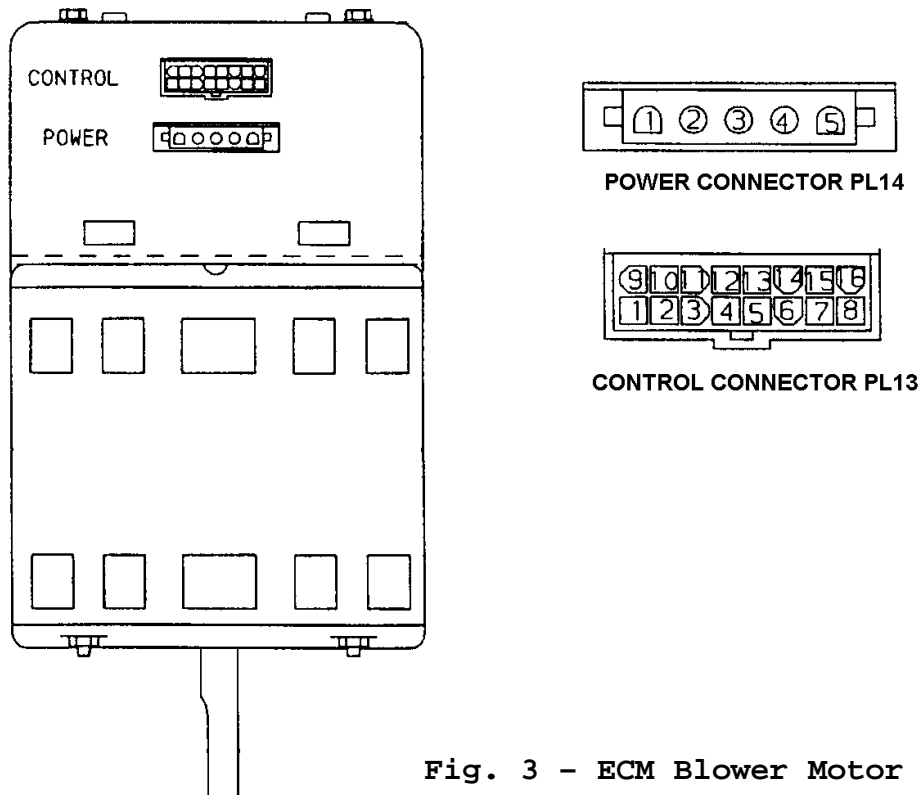 CONTROL
POWER
1 2 3 4 5
POWER CONNECTOR PL14
9 10 11 12 13 14 15 16
1 2 3 4 5 6 7 8
CONTROL CONNECTOR PL13
Fig. 3 – ECM Blower Motor